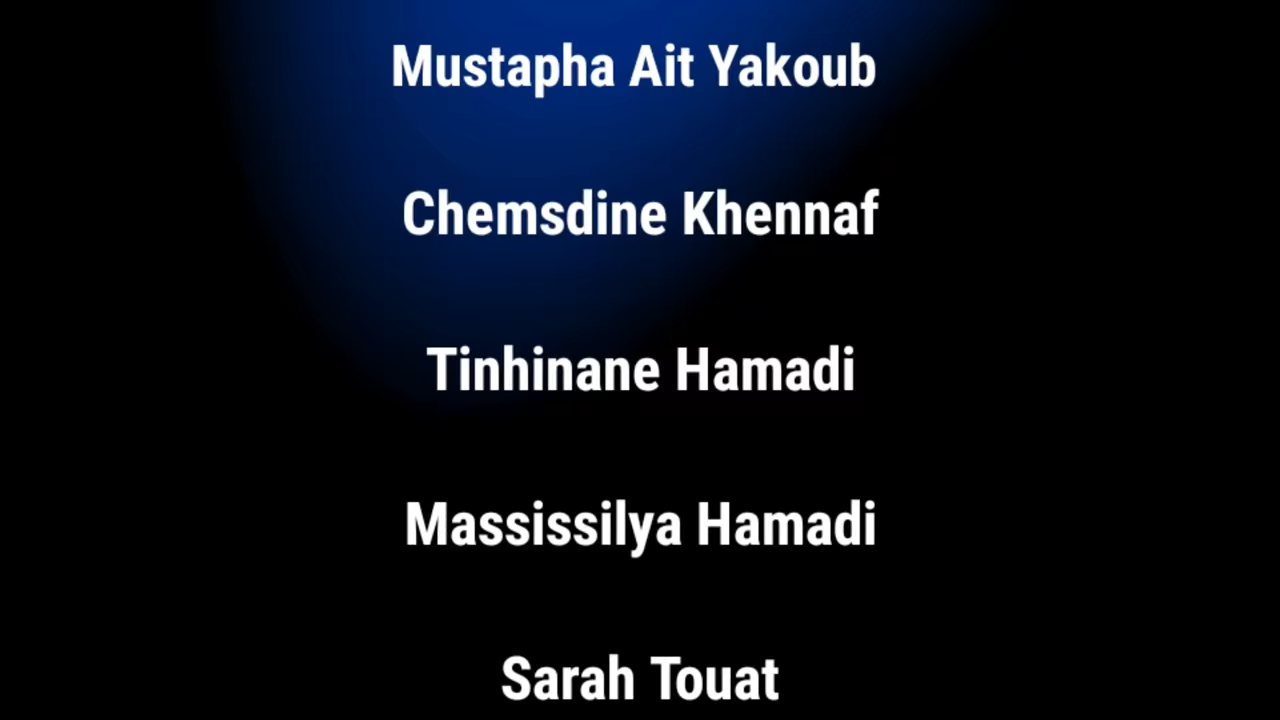 Mustapha Ait Yakoub
Chemsdine Khennaf
Tinhinane Hamadi
Massissilya Hamadi
Sarah Touat